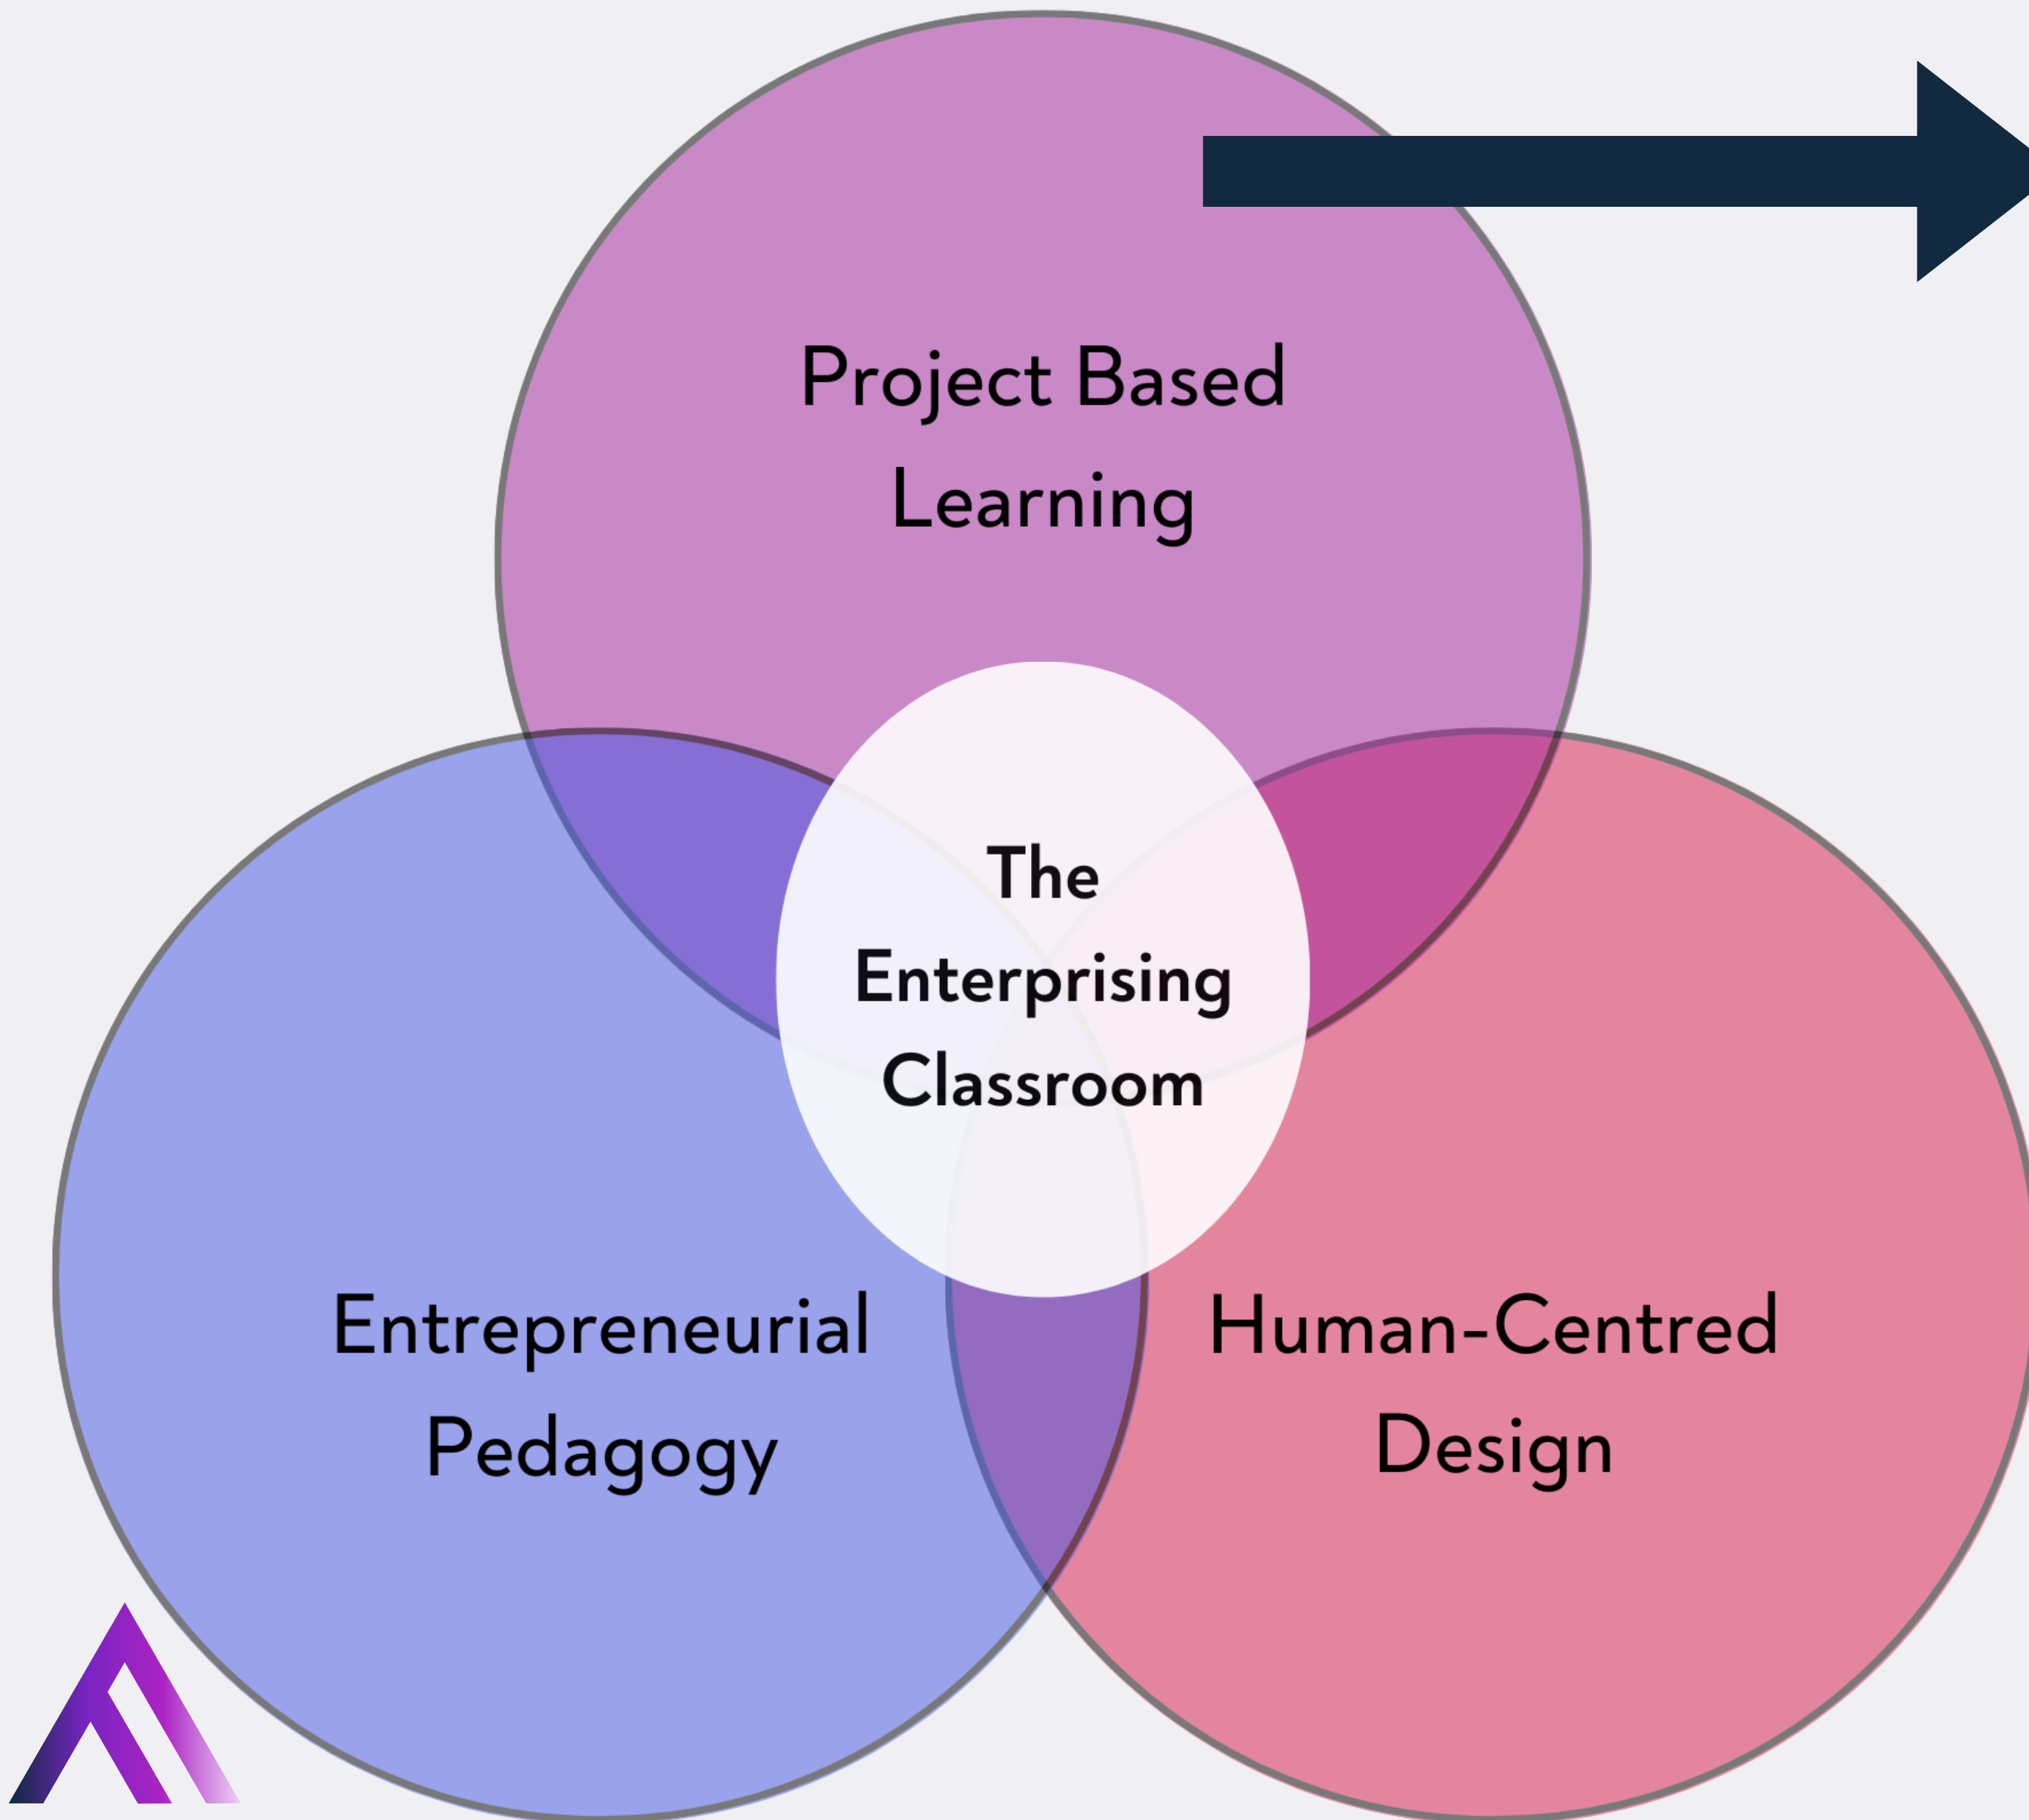 Project Based
Learning
The
Enterprising
Classroom
Entrepreneurial
Pedagogy
Human-Centred
Design